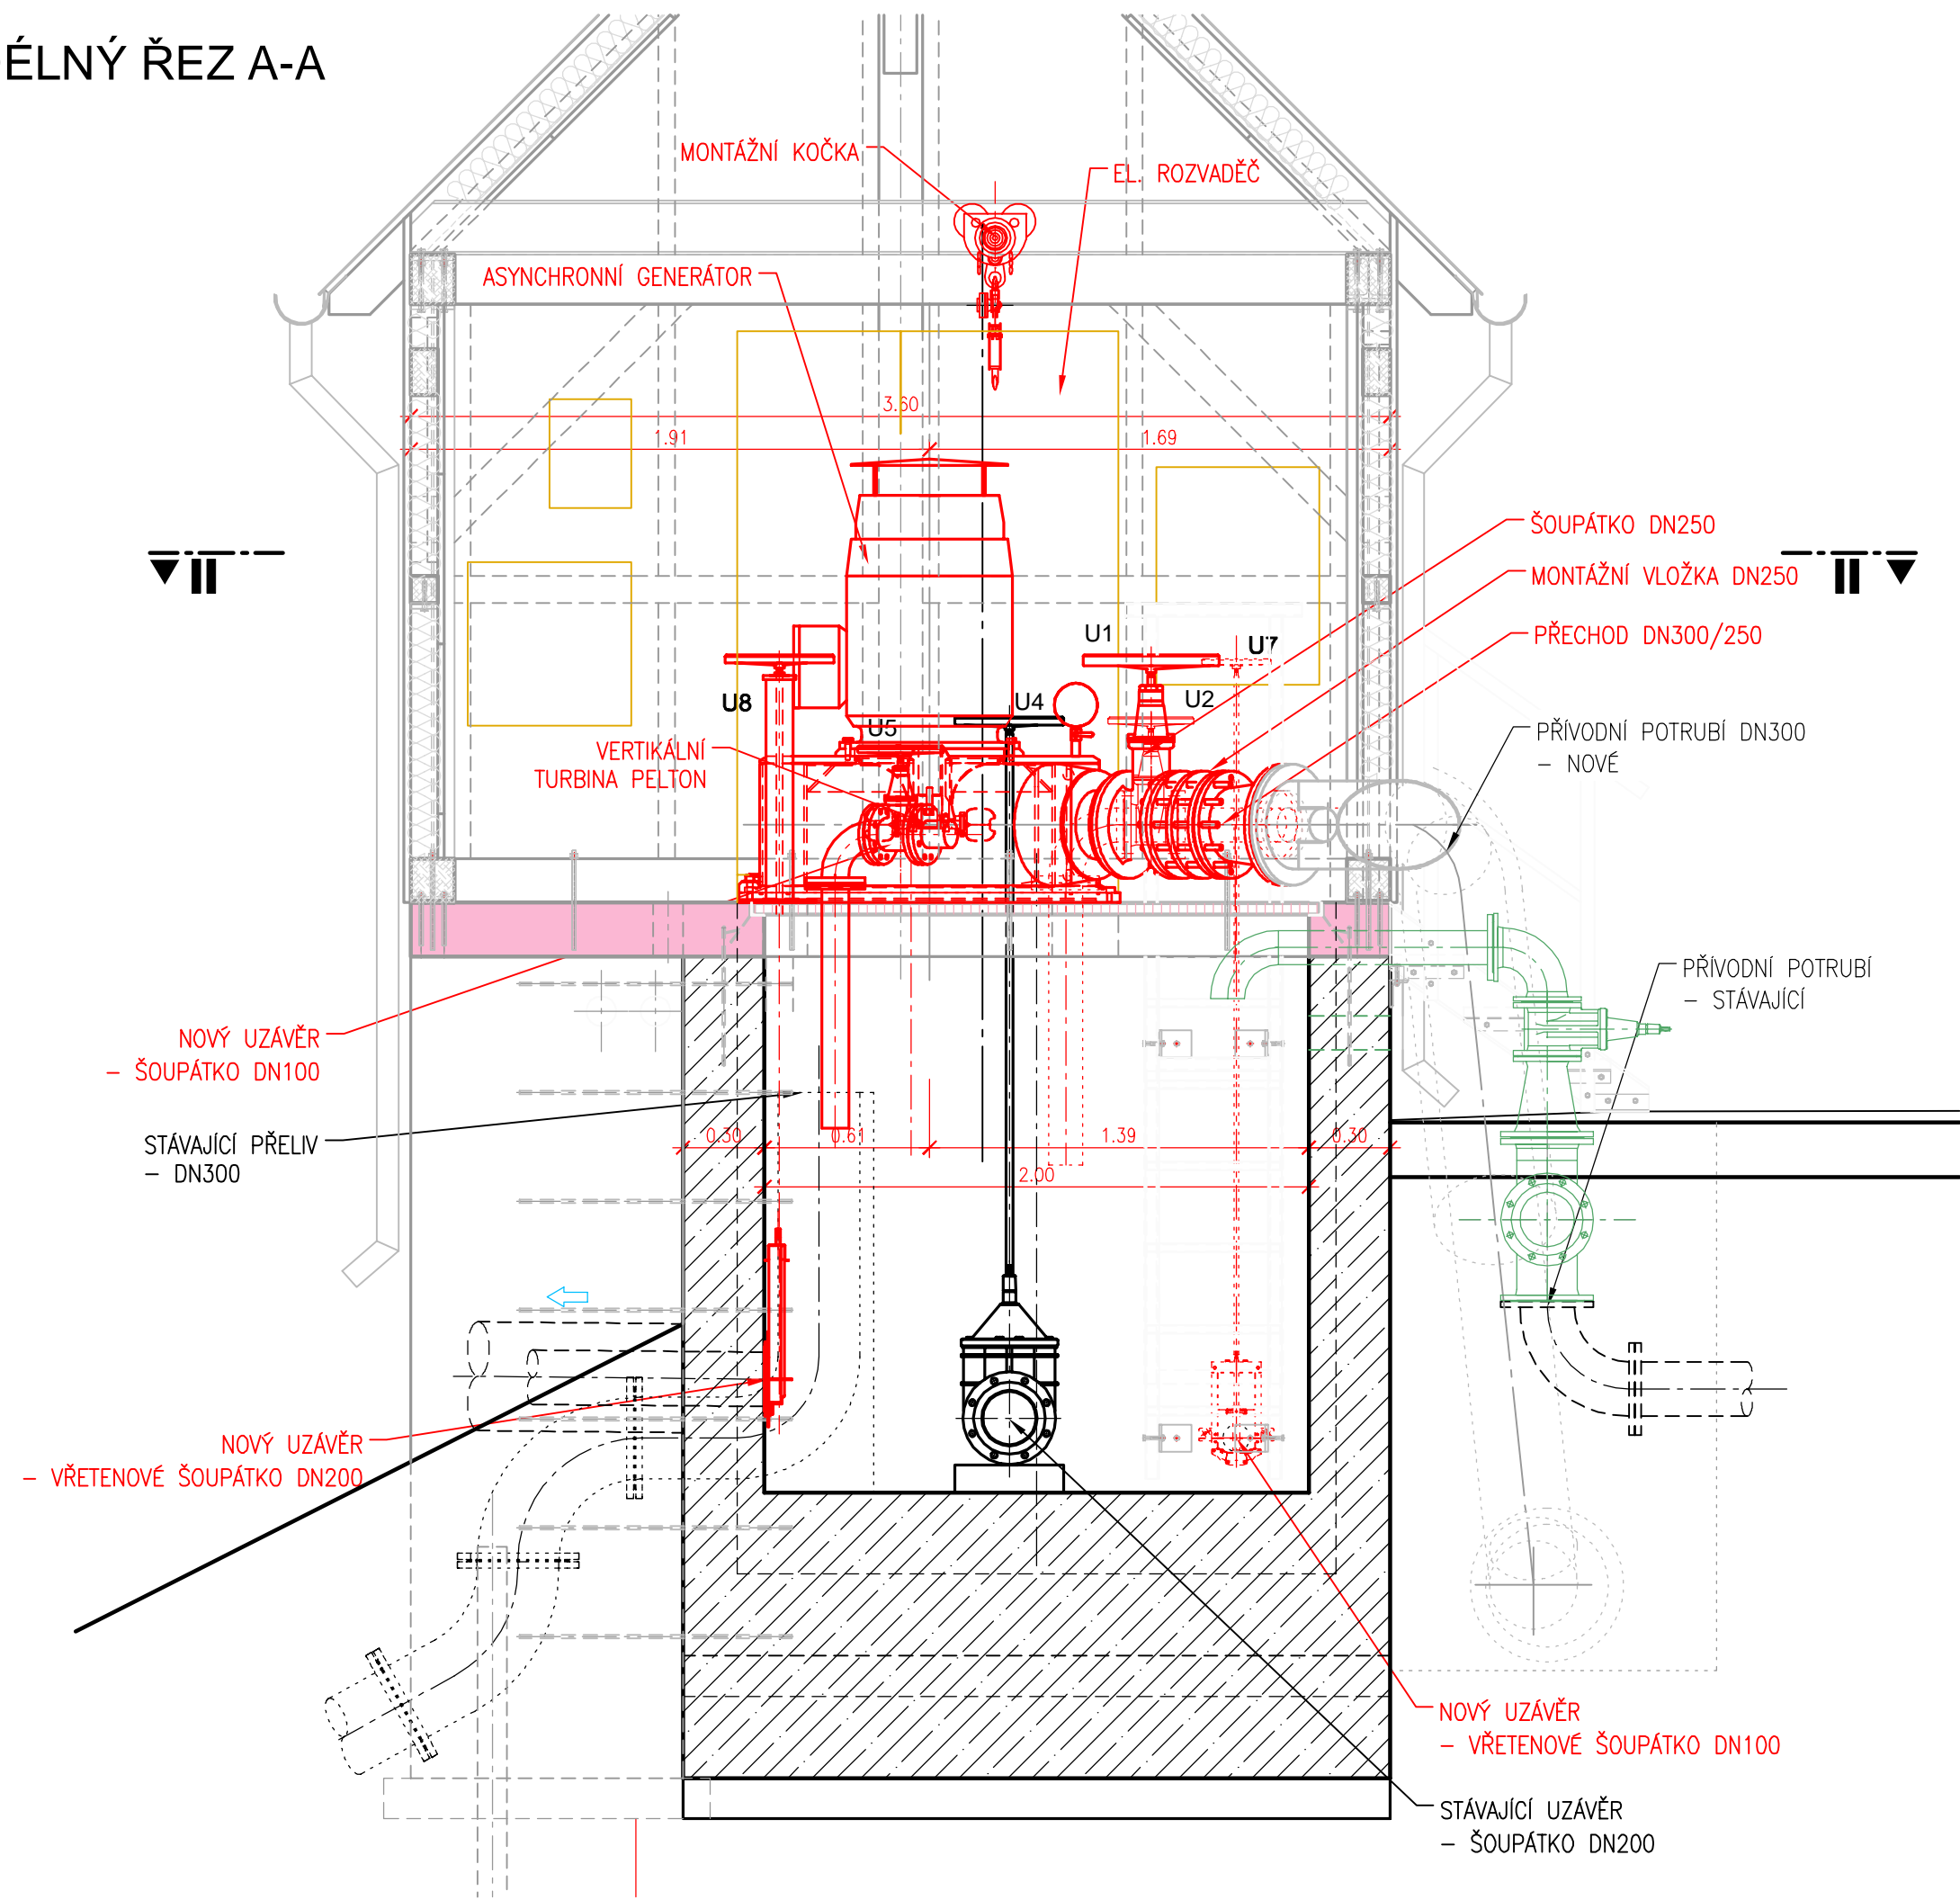 ÉLNÝ ŘEZ A-A
MONTÁŽNÍ KOČKA
EL. ROZVADĚČ
ASYNCHRONNÍ GENERÁTOR
3.60
1.91
1.69
ŠOUPÁTKO DN250
II
MONTÁŽNÍ VLOŽKA DN250
II
PŘECHOD DN300/250
U1
U7
U8
U4
U2
U5
PŘÍVODNÍ POTRUBÍ DN300
– NOVÉ
VERTIKÁLNÍ
TURBINA PELTON
PŘÍVODNÍ POTRUBÍ
– STÁVAJÍCÍ
NOVÝ UZÁVĚR
– ŠOUPÁTKO DN100
STÁVAJÍCÍ PŘELIV
– DN300
0.30
0.61
1.39
0.30
2.00
NOVÝ UZÁVĚR
– VŘETENOVÉ ŠOUPÁTKO DN200
NOVÝ UZÁVĚR
– VŘETENOVÉ ŠOUPÁTKO DN100
STÁVAJÍCÍ UZÁVĚR
– ŠOUPÁTKO DN200